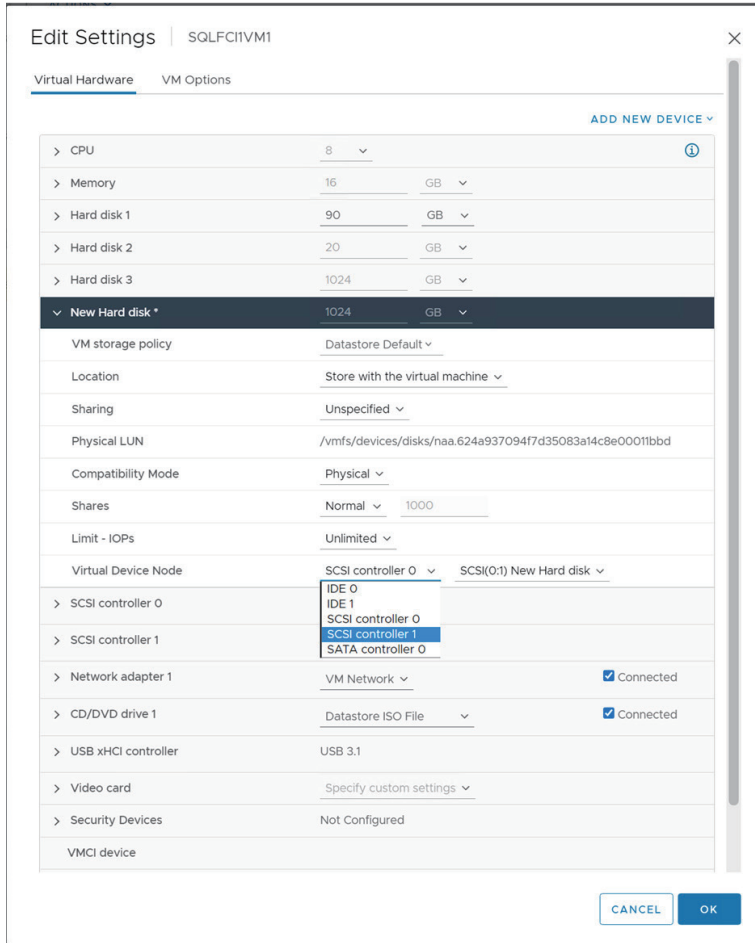 Edit Settings SQLFCI1VM1
Virtual Hardware VM Options
ADD NEW DEVICE
CPU 8
Memory 16 GB
Hard disk 1 90 GB
Hard disk 2 20 GB
Hard disk 3 1024 GB
New Hard disk * 1024 GB
VM storage policy Datastore Default
Location Store with the virtual machine
Sharing Unspecified
Physical LUN /vmfs/devices/disks/naa.624a937094f7d35083a14c8e00011bbd
Compatibility Mode Physical
Shares Normal 1000
Limit - IOPs Unlimited
Virtual Device Node SCSI controller 0 SCSI(0:1) New Hard disk
IDE 0
IDE 1
SCSI controller 0
SCSI controller 1
SATA controller 0
SCSI controller 0
SCSI controller 1
Network adapter 1 VM Network Connected
CD/DVD drive 1 Datastore ISO File Connected
USB xHCI controller USB 3.1
Video card Specify custom settings
Security Devices Not Configured
VMCI device
CANCEL OK